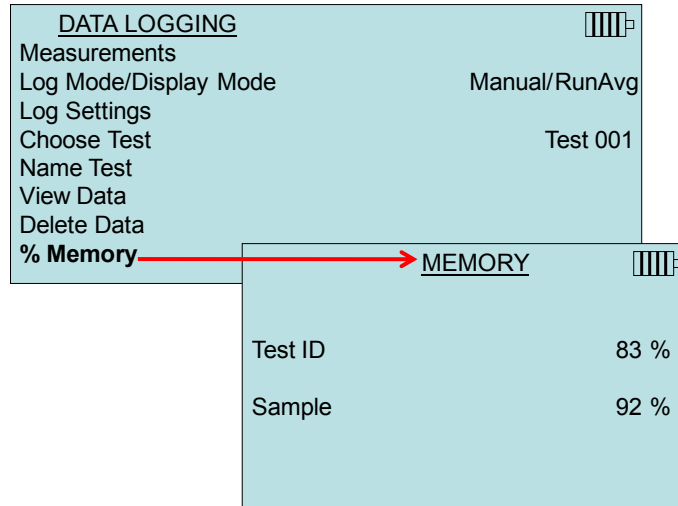 DATA LOGGING
Measurements
Log Mode/Display Mode Manual/RunAvg
Log Settings
Choose Test Test 001
Name Test
View Data
Delete Data
% Memory
MEMORY
Test ID 83 %
Sample 92 %